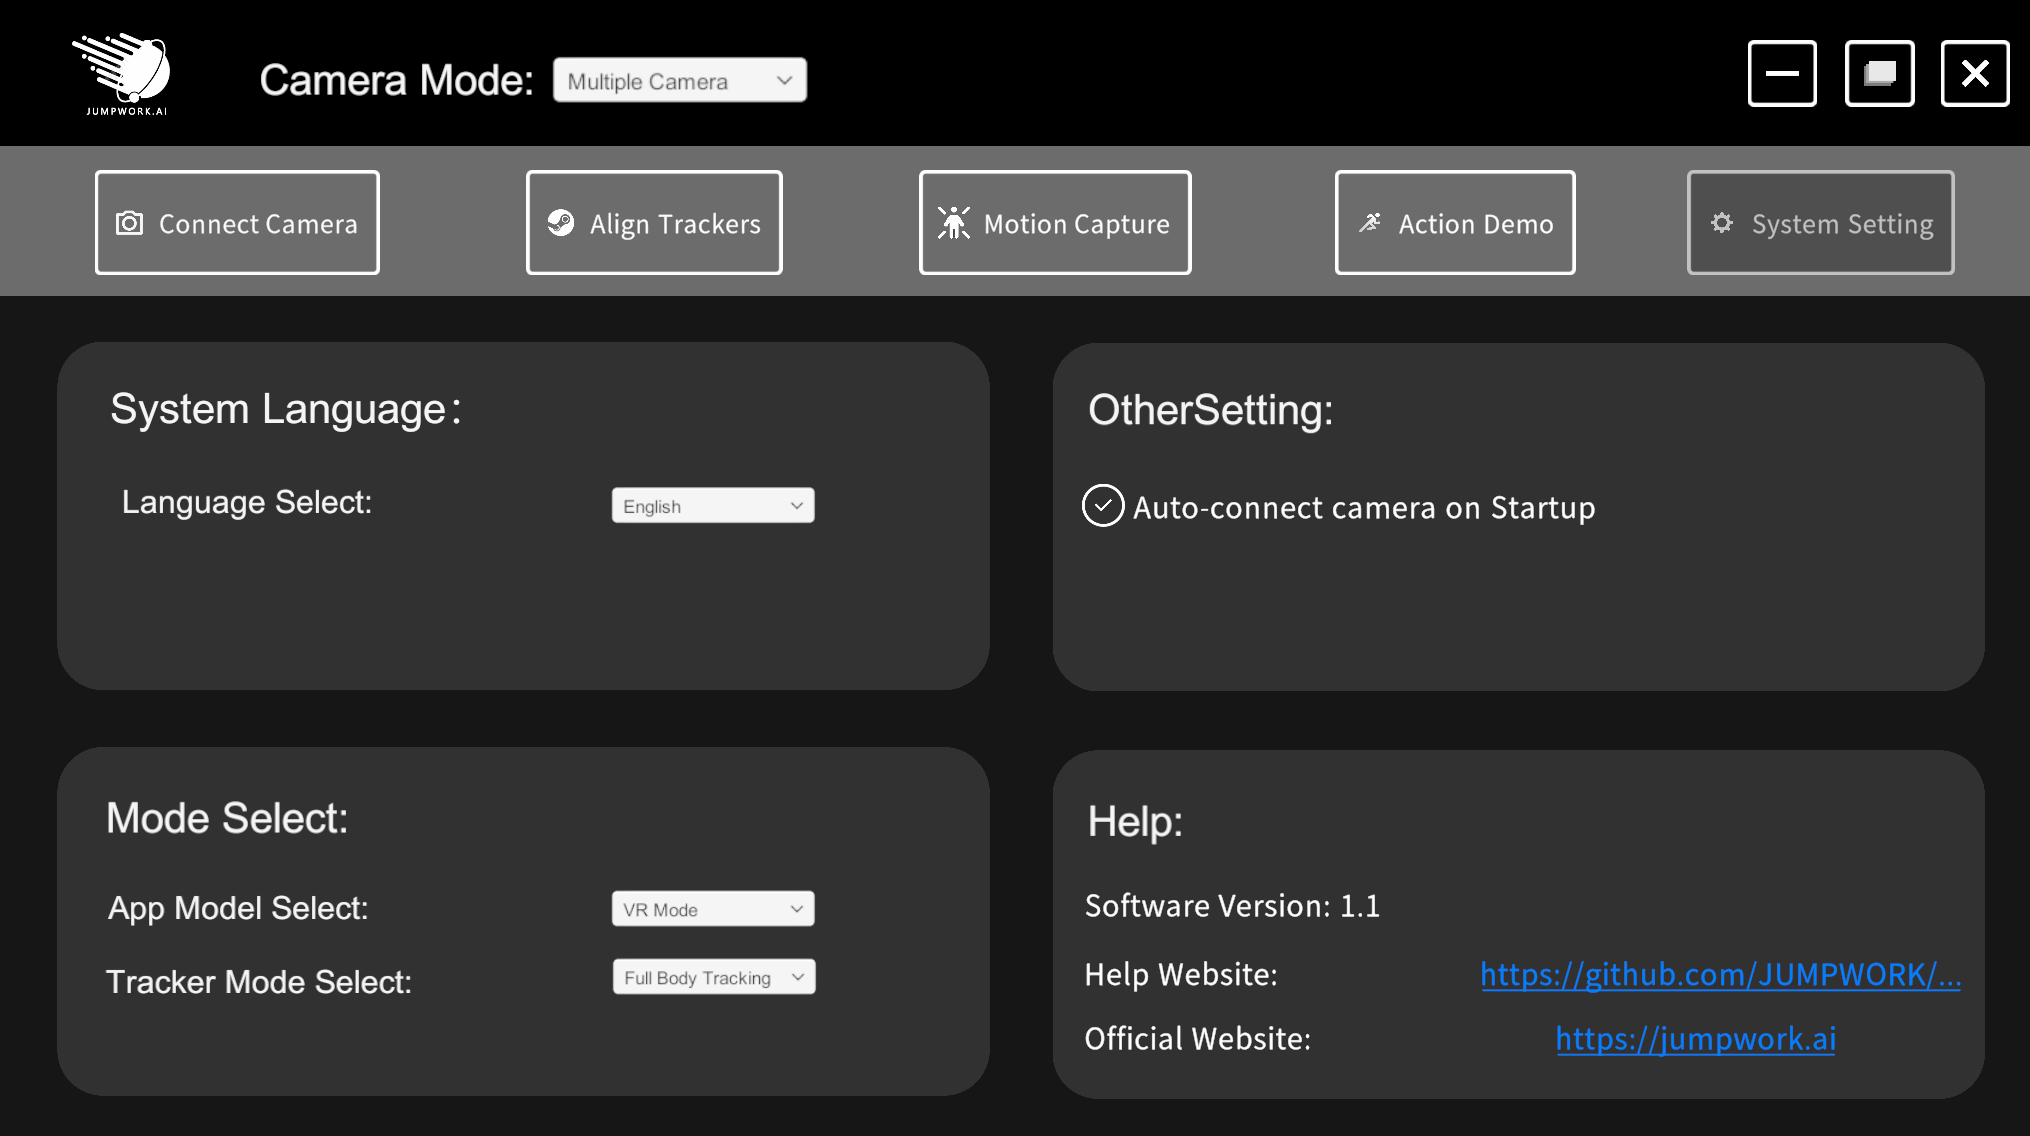 JUMPWORK.AI
Camera Mode: Multiple Camera
Connect Camera
Align Trackers
Motion Capture
Action Demo
System Setting
System Language:
Language Select: English
OtherSetting:
Auto-connect camera on Startup
Mode Select:
App Model Select: VR Mode
Tracker Mode Select: Full Body Tracking
Help:
Software Version: 1.1
Help Website: https://github.com/JUMPWORK/...
Official Website: https://jumpwork.ai